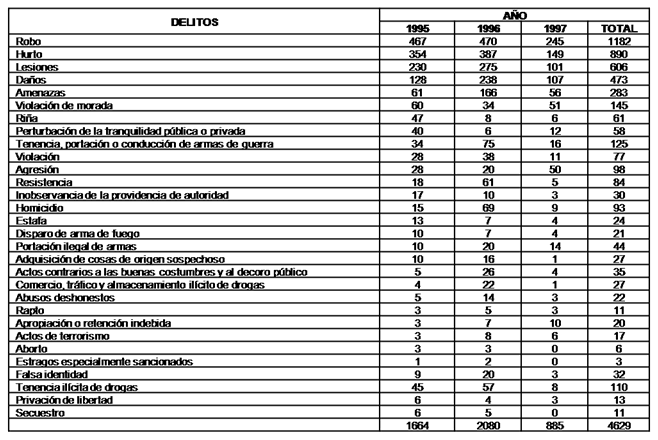 DELITOS AÑO
1995 1996 1997 TOTAL
Robo 467 470 245 1182
Hurto 354 387 149 890
Lesiones 230 275 101 606
Daños 128 238 107 473
Amenazas 61 166 56 283
Violación de morada 60 34 51 145
Riña 47 8 6 61
Perturbación de la tranquilidad pública o privada 40 6 12 58
Tenencia, portación o conducción de armas de guerra 34 75 16 125
Violación 28 38 11 77
Agresión 28 20 50 98
Resistencia 18 61 5 84
Inobservancia de la providencia de autoridad 17 10 3 30
Homicidio 15 69 9 93
Estafa 13 7 4 24
Disparo de arma de fuego 10 7 4 21
Portación ilegal de armas 10 20 14 44
Adquisición de cosas de origen sospechoso 10 16 1 27
Actos contrarios a las buenas costumbres y al decoro público 5 26 4 35
Comercio, tráfico y almacenamiento ilícito de drogas 4 22 1 27
Abusos deshonestos 5 14 3 22
Rapto 3 5 3 11
Apropiación o retención indebida 3 7 10 20
Actos de terrorismo 3 8 6 17
Aborto 3 3 0 6
Estragos especialmente sancionados 1 2 0 3
Falsa identidad 9 20 3 32
Tenencia ilícita de drogas 45 57 8 110
Privación de libertad 6 4 3 13
Secuestro 6 5 0 11
1664 2080 885 4629